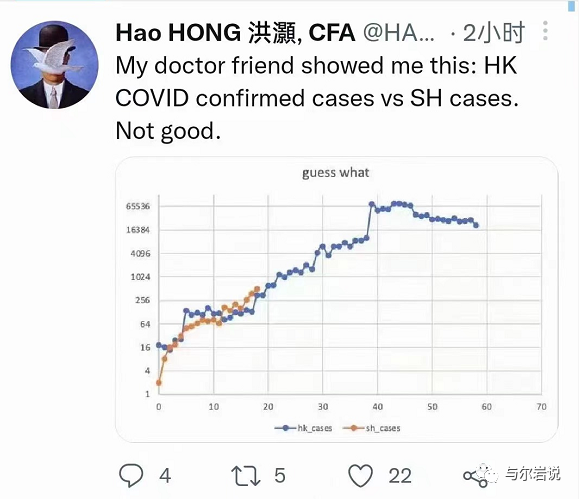 Hao HONG 洪灝, CFA @HA... · 2小时
My doctor friend showed me this: HK
COVID confirmed cases vs SH cases.
Not good.
guess what
65536
16384
4096
1024
256
64
16
4
1
0 10 20 30 40 50 60 70
hk_cases sh_cases
4 5 22
与尔岩说